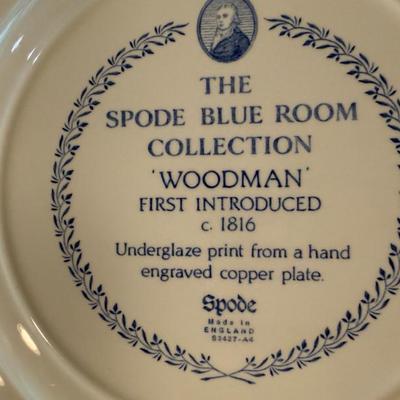 THE
SPODE BLUE ROOM
COLLECTION
'WOODMAN'
FIRST INTRODUCED
c. 1816
Underglaze print from a hand
engraved copper plate.
Spode
Made in
ENGLAND
S3427-A6